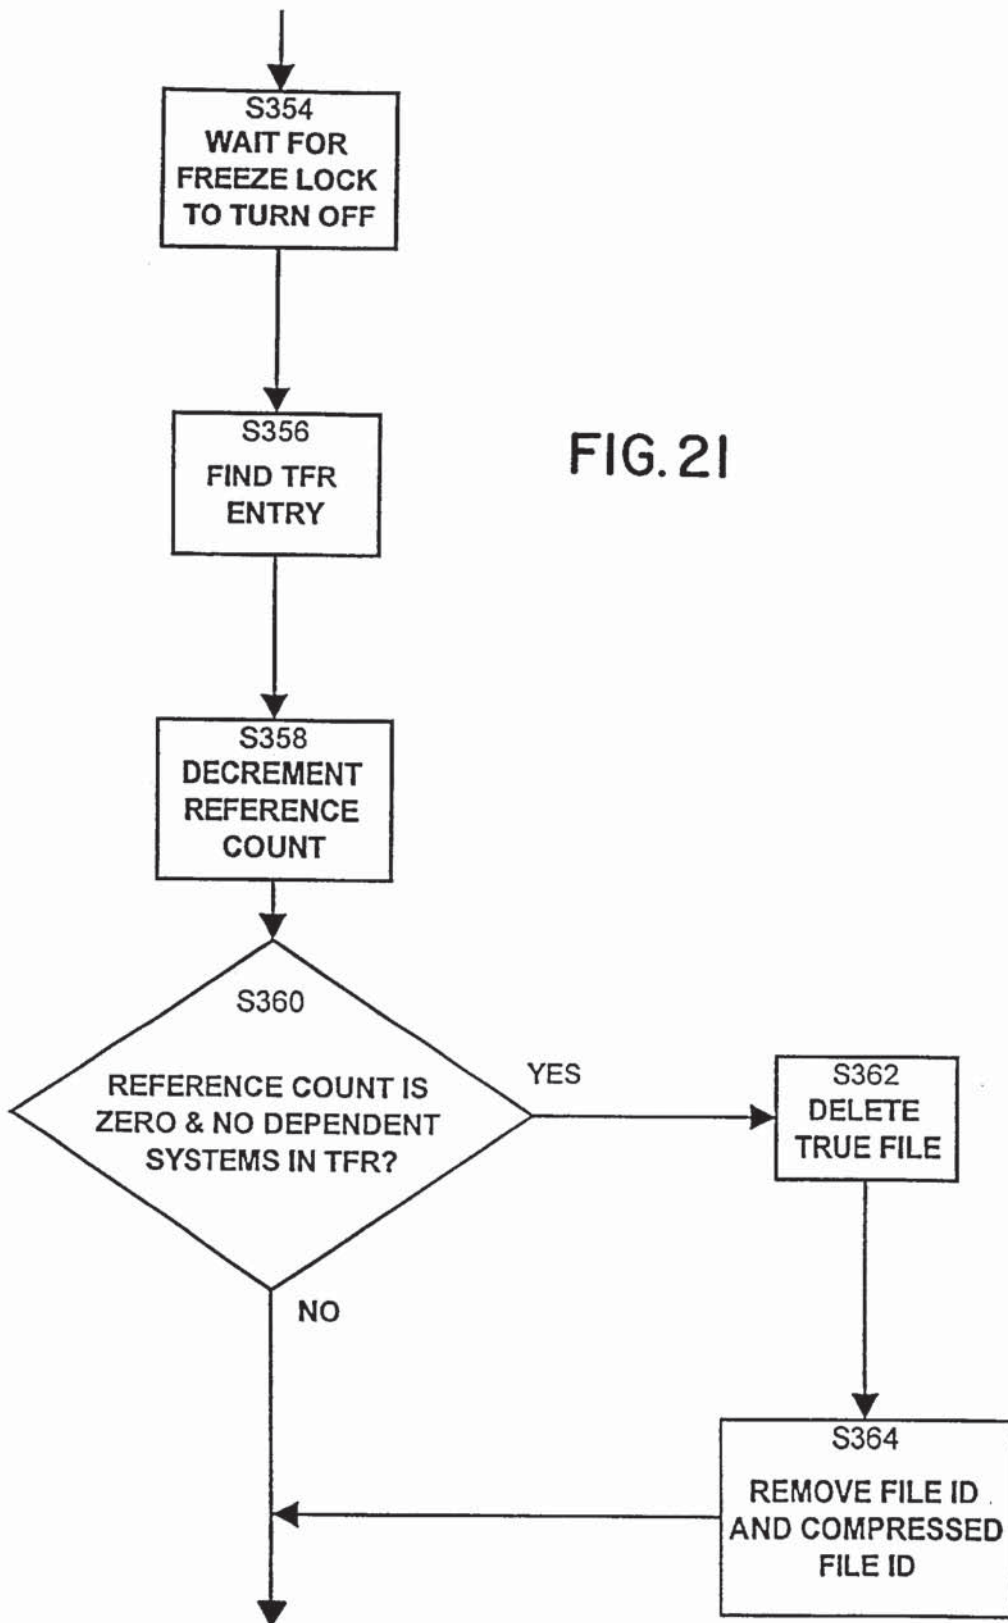 S354
WAIT FOR
FREEZE LOCK
TO TURN OFF
S356
FIND TFR
ENTRY
FIG. 21
S358
DECREMENT
REFERENCE
COUNT
S360
REFERENCE COUNT IS
ZERO & NO DEPENDENT
SYSTEMS IN TFR?
YES
NO
S362
DELETE
TRUE FILE
S364
REMOVE FILE ID
AND COMPRESSED
FILE ID